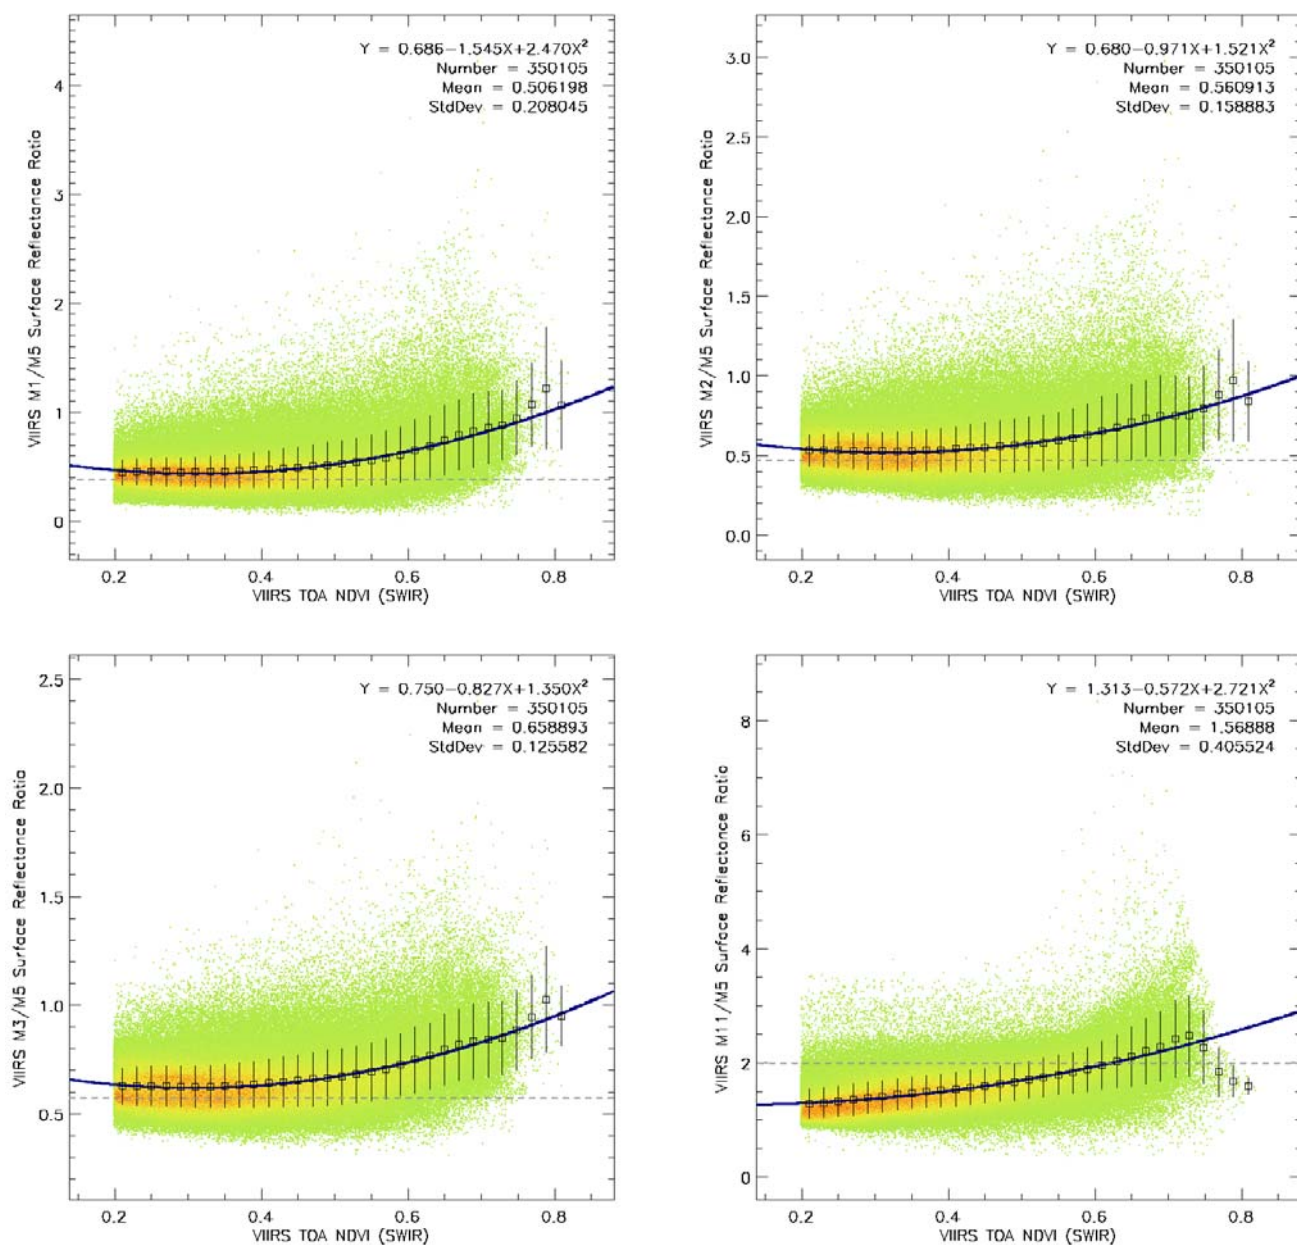 Y = 0.686−1.545X+2.470X²
Number = 350105
Mean = 0.506198
StdDev = 0.208045
4
3
2
1
0
VIIRS M1/M5 Surface Reflectance Ratio
0.2 0.4 0.6 0.8
VIIRS TOA NDVI (SWIR)
Y = 0.680−0.971X+1.521X²
Number = 350105
Mean = 0.560913
StdDev = 0.158883
3.0
2.5
2.0
1.5
1.0
0.5
0.0
VIIRS M2/M5 Surface Reflectance Ratio
0.2 0.4 0.6 0.8
VIIRS TOA NDVI (SWIR)
Y = 0.750−0.827X+1.350X²
Number = 350105
Mean = 0.658893
StdDev = 0.125582
2.5
2.0
1.5
1.0
0.5
VIIRS M3/M5 Surface Reflectance Ratio
0.2 0.4 0.6 0.8
VIIRS TOA NDVI (SWIR)
Y = 1.313−0.572X+2.721X²
Number = 350105
Mean = 1.56888
StdDev = 0.405524
8
6
4
2
0
VIIRS M11/M5 Surface Reflectance Ratio
0.2 0.4 0.6 0.8
VIIRS TOA NDVI (SWIR)